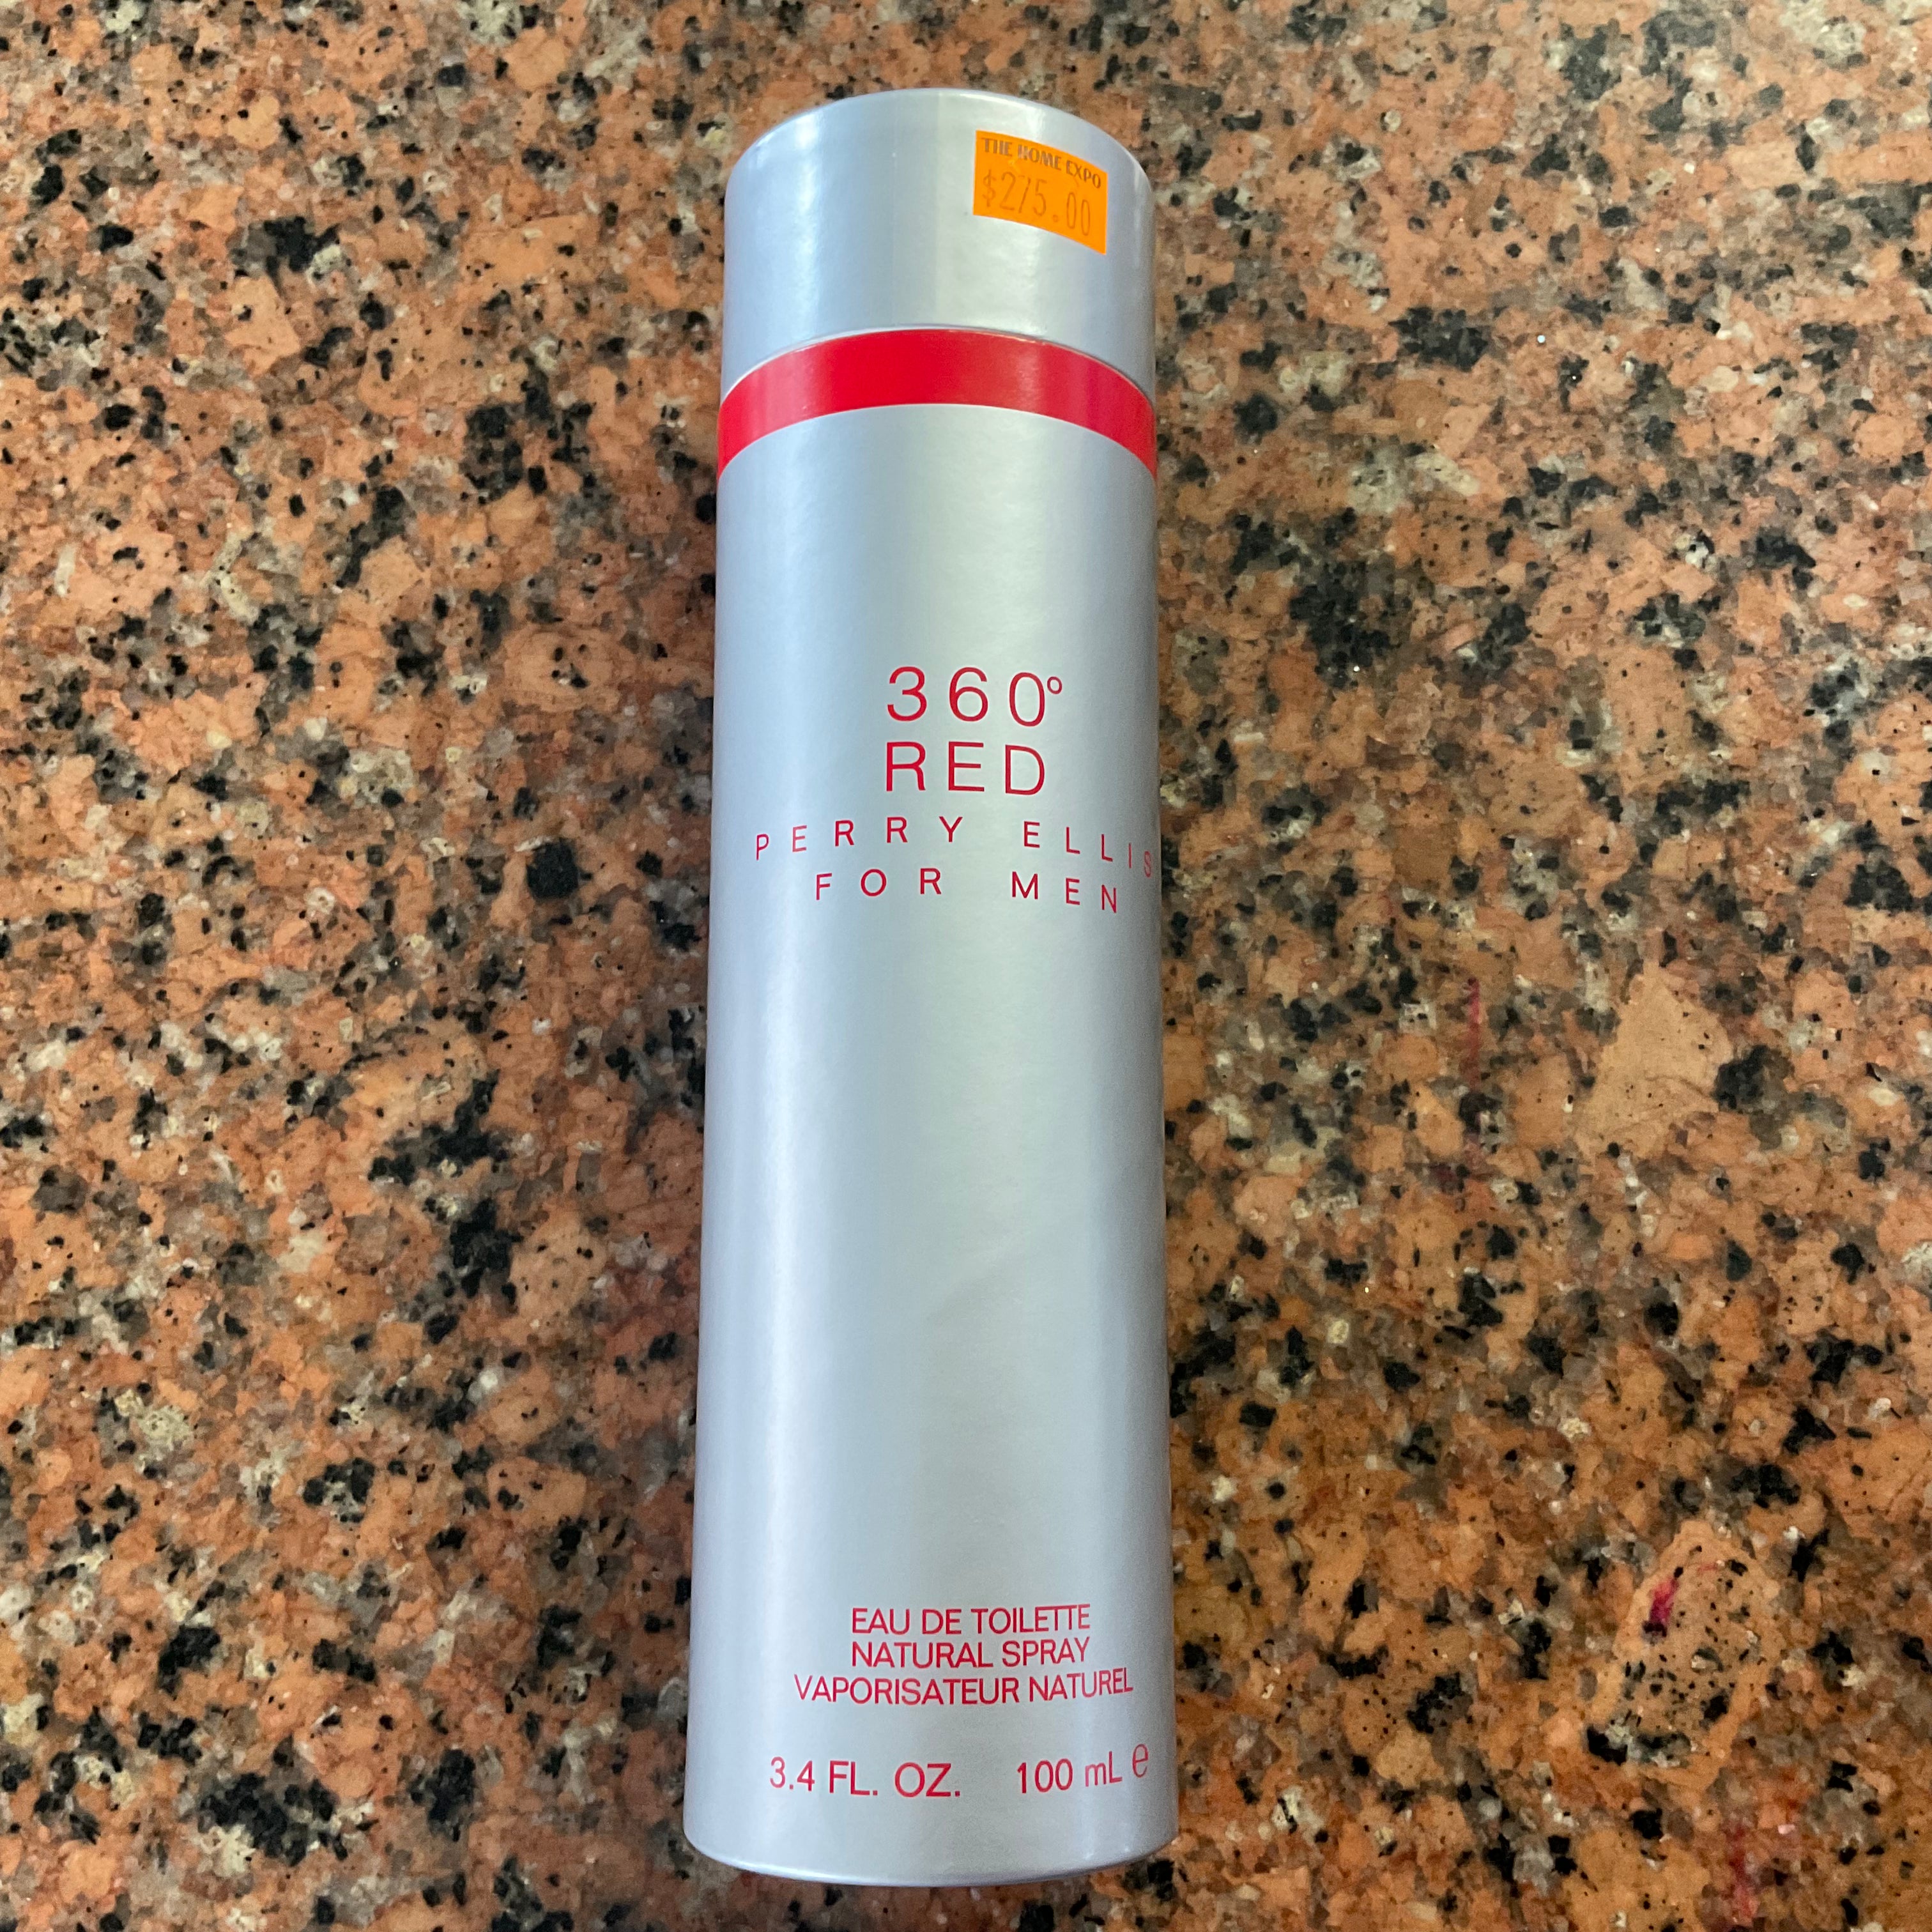 THE HOME EXPO
$275.00
360°
RED
PERRY ELLIS
FOR MEN
EAU DE TOILETTE
NATURAL SPRAY
VAPORISATEUR NATUREL
3.4 FL. OZ. 100 mL e